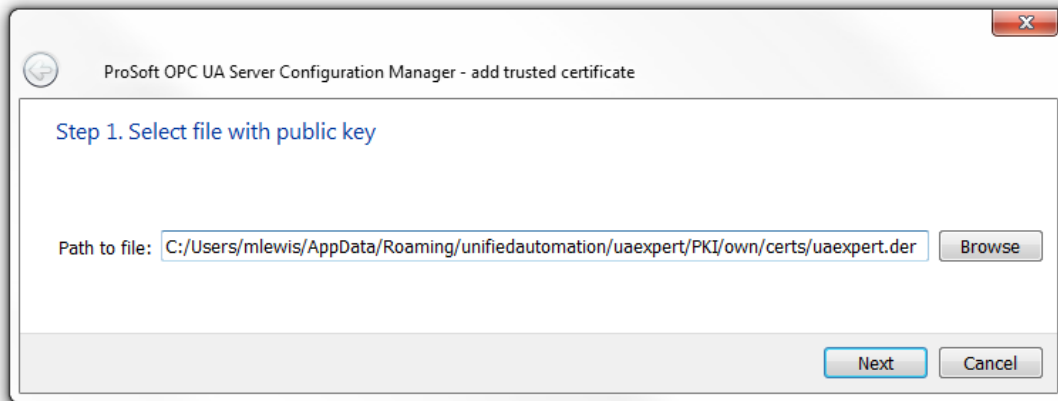 ProSoft OPC UA Server Configuration Manager - add trusted certificate
Step 1. Select file with public key
Path to file: C:/Users/mlewis/AppData/Roaming/unifiedautomation/uaexpert/PKI/own/certs/uaexpert.der Browse
Next Cancel